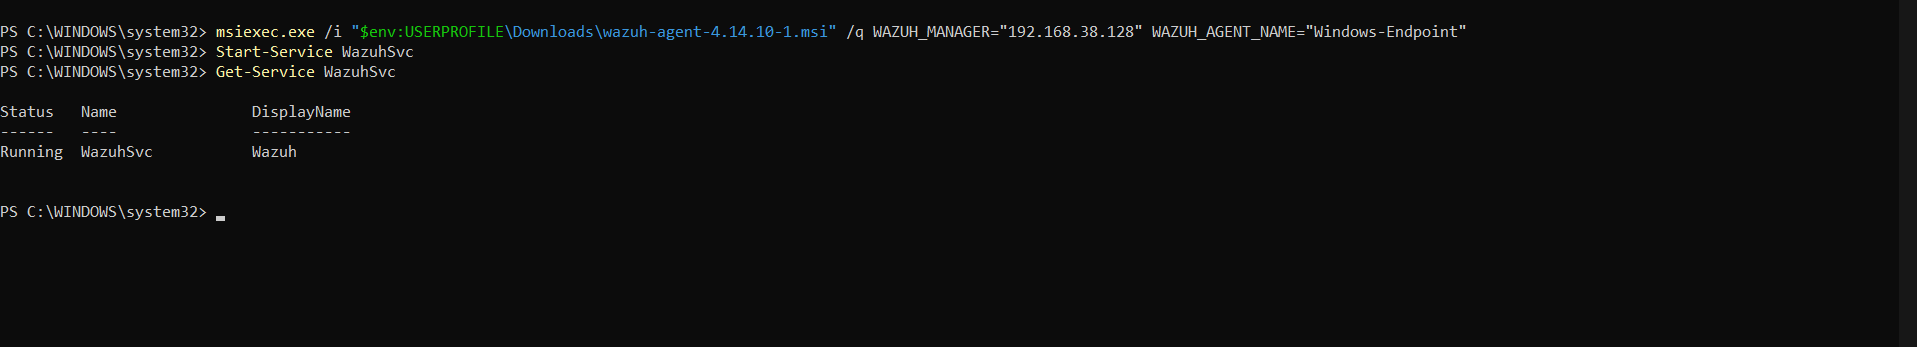 PS C:\WINDOWS\system32> msiexec.exe /i "$env:USERPROFILE\Downloads\wazuh-agent-4.14.10-1.msi" /q WAZUH_MANAGER="192.168.38.128" WAZUH_AGENT_NAME="Windows-Endpoint"
PS C:\WINDOWS\system32> Start-Service WazuhSvc
PS C:\WINDOWS\system32> Get-Service WazuhSvc
Status   Name               DisplayName
------   ----               -----------
Running  WazuhSvc           Wazuh
PS C:\WINDOWS\system32>